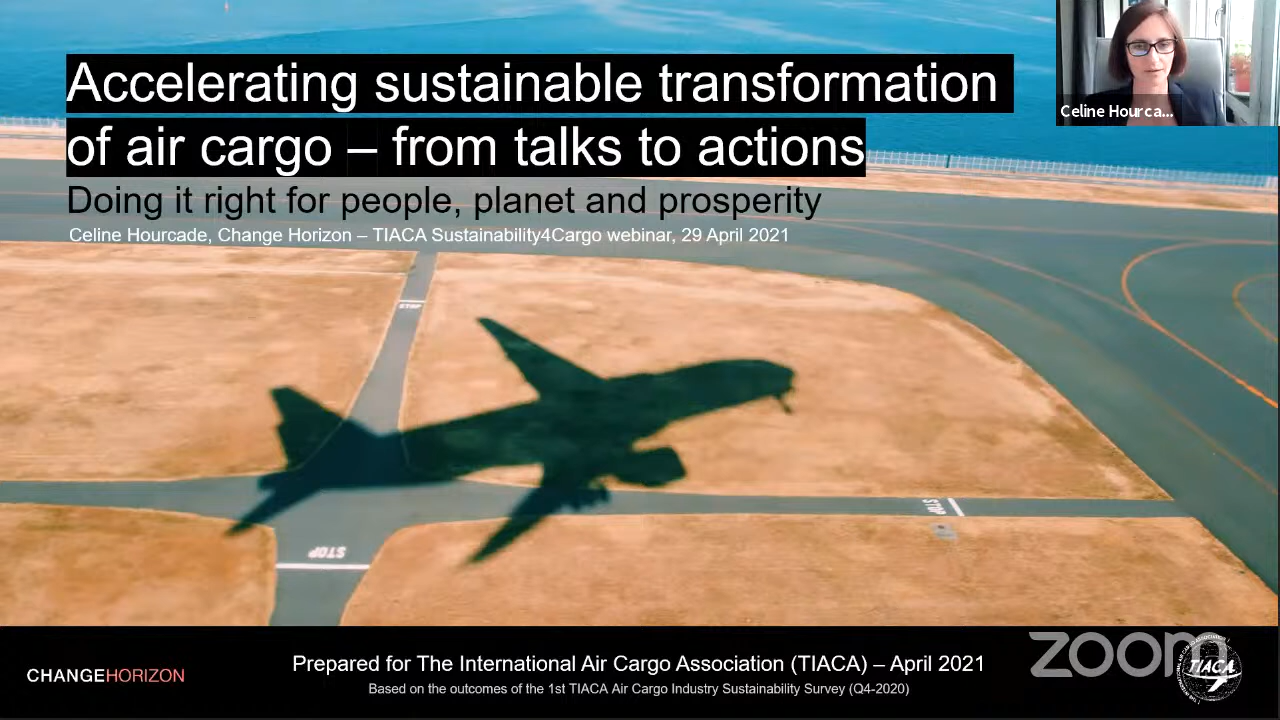 Accelerating sustainable transformation
of air cargo – from talks to actions
Doing it right for people, planet and prosperity
Celine Hourcade, Change Horizon – TIACA Sustainability4Cargo webinar, 29 April 2021
Celine Hourca...
STOP
STOP
STOP
Prepared for The International Air Cargo Association (TIACA) – April 2021
Based on the outcomes of the 1st TIACA Air Cargo Industry Sustainability Survey (Q4-2020)
CHANGEHORIZON
zoom
TIACA